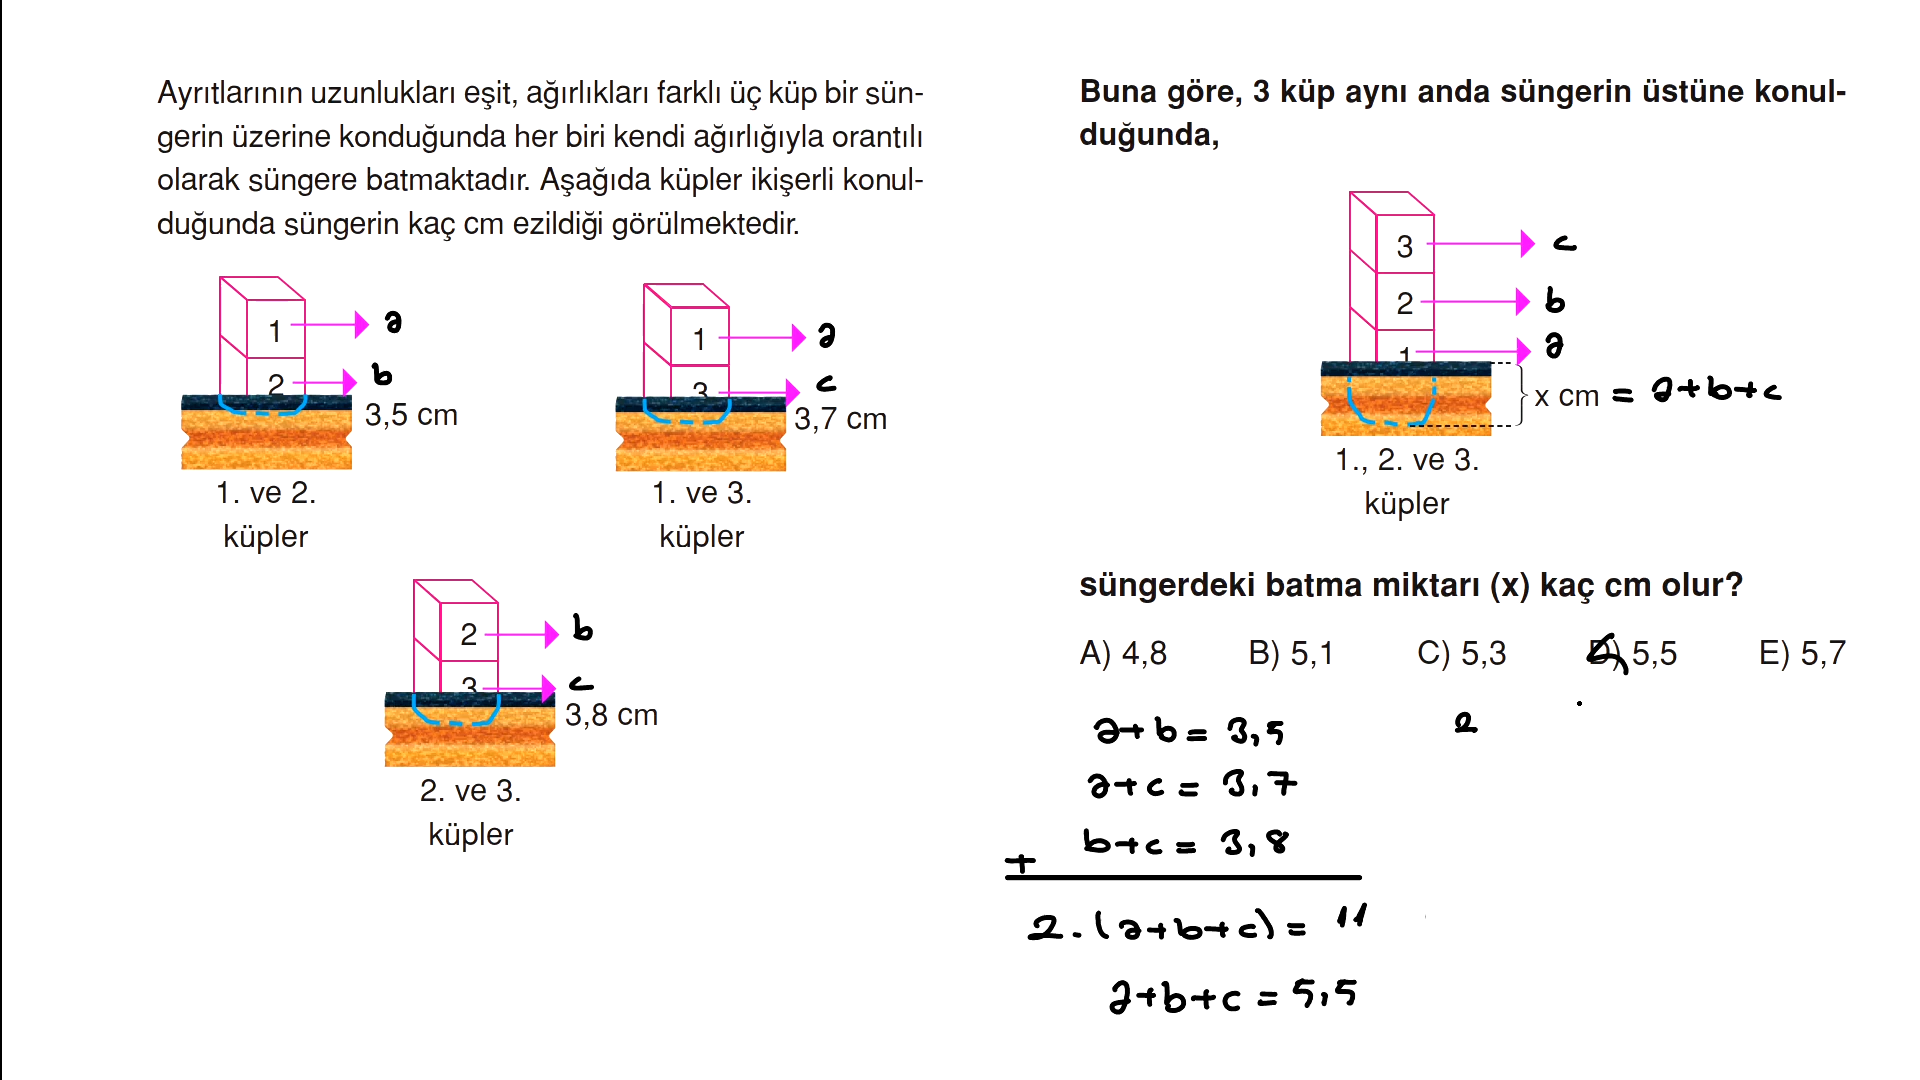 Ayrıtlarının uzunlukları eşit, ağırlıkları farklı üç küp bir sün-
gerin üzerine konduğunda her biri kendi ağırlığıyla orantılı
olarak süngere batmaktadır. Aşağıda küpler ikişerli konul-
duğunda süngerin kaç cm ezildiği görülmektedir.
1 a
2 b
3,5 cm
1. ve 2.
küpler
1 a
3 c
3,7 cm
1. ve 3.
küpler
2 b
3 c
3,8 cm
2. ve 3.
küpler
Buna göre, 3 küp aynı anda süngerin üstüne konul-
duğunda,
3 c
2 b
1 a
x cm = a+b+c
1., 2. ve 3.
küpler
süngerdeki batma miktarı (x) kaç cm olur?
A) 4,8 B) 5,1 C) 5,3 D) 5,5 E) 5,7
a+b = 3,5
2
a+c = 3,7
b+c = 3,8
+
2.(a+b+c) = 11
a+b+c = 5,5